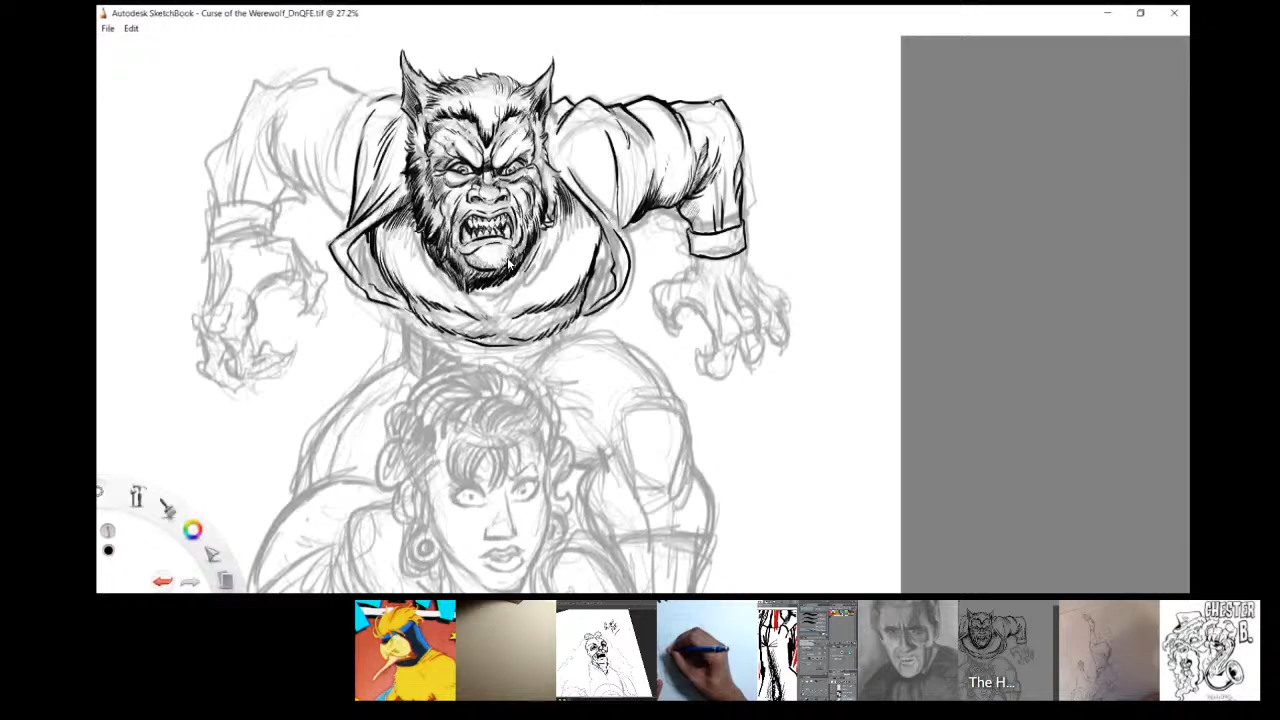 Autodesk SketchBook - Curse of the Werewolf_DnQFE.tif @ 27.2%
File Edit
The H...
CHESTER
B.